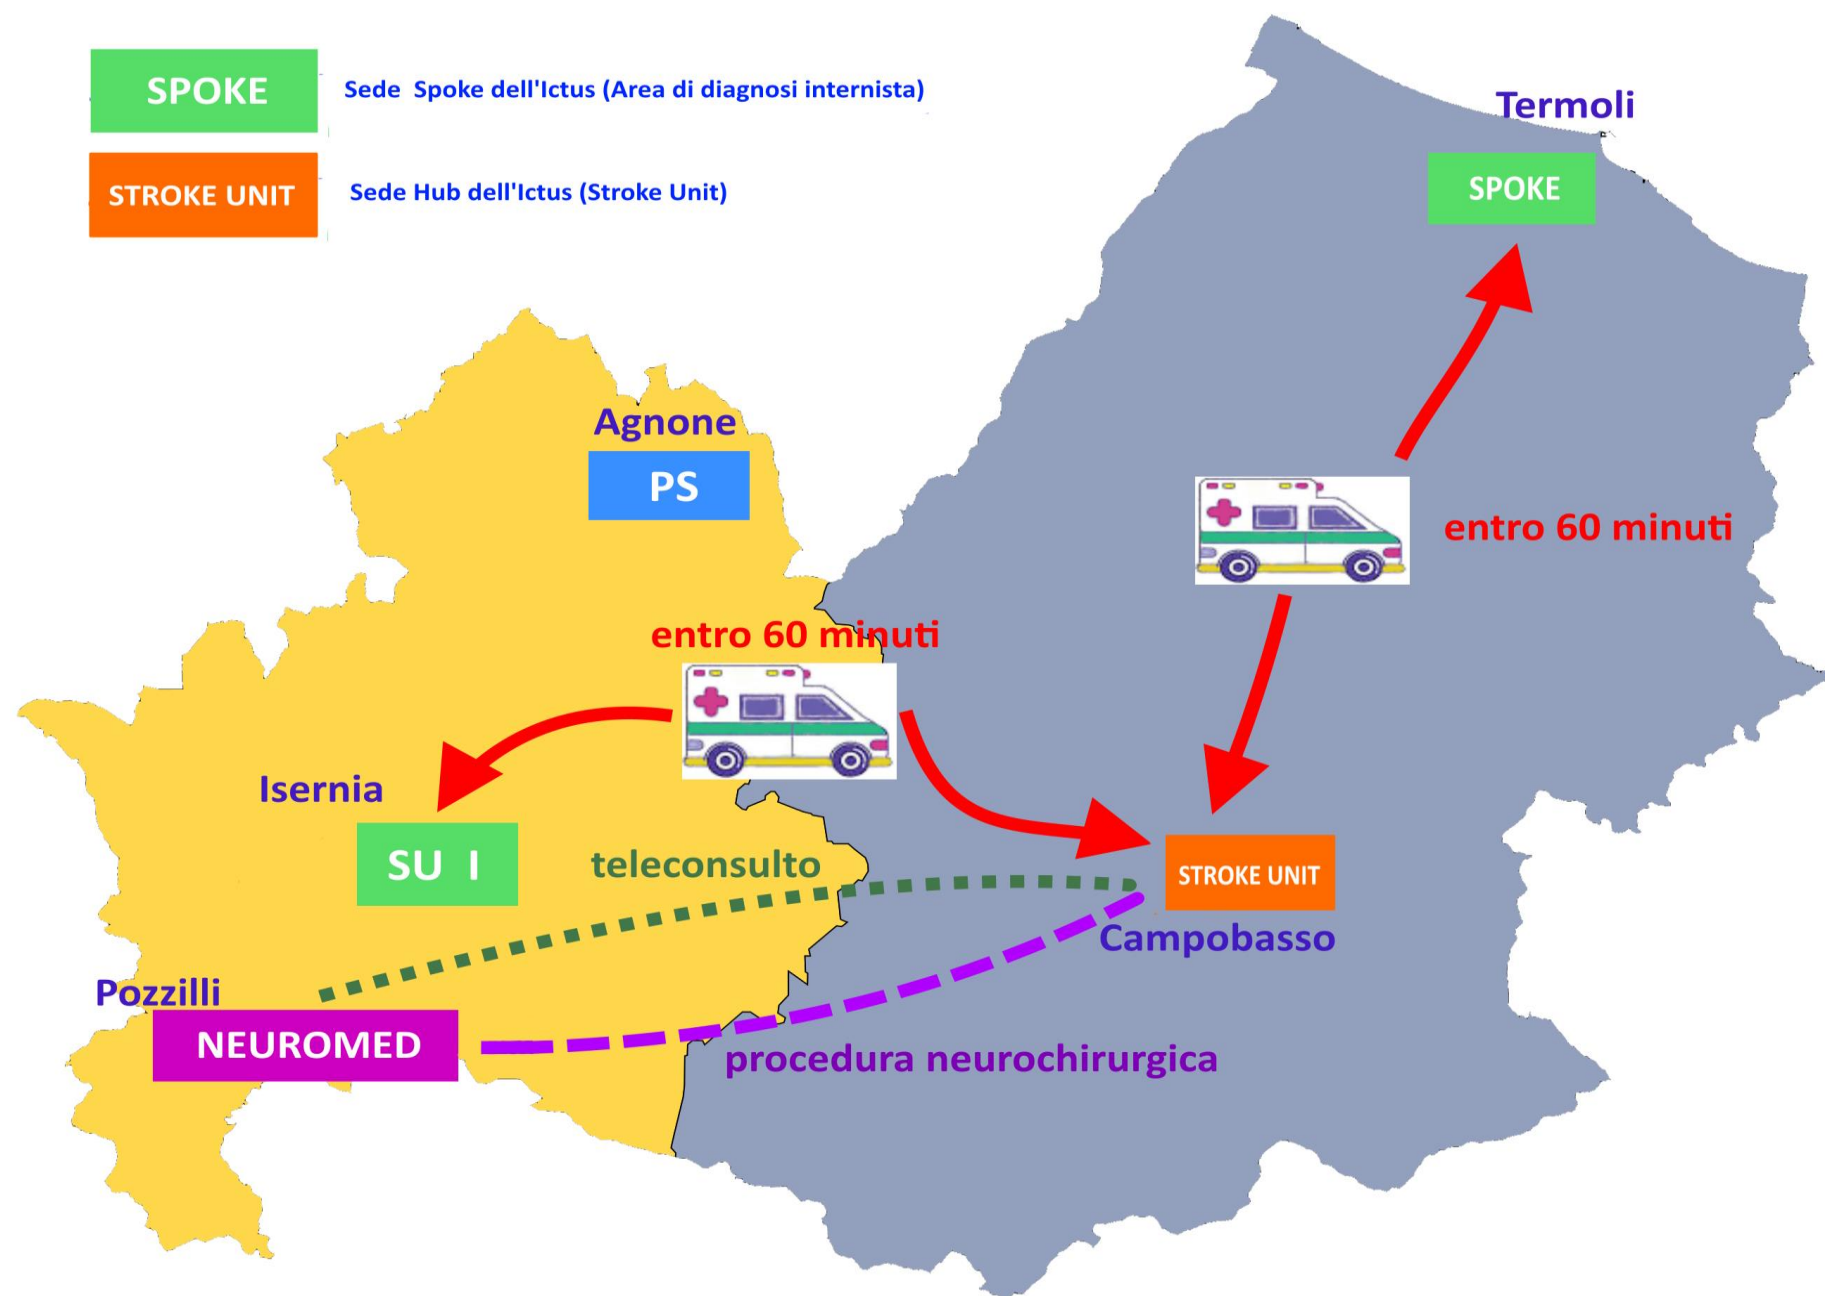 SPOKE
Sede Spoke dell'Ictus (Area di diagnosi internista)
STROKE UNIT
Sede Hub dell'Ictus (Stroke Unit)
Termoli
SPOKE
Agnone
PS
entro 60 minuti
entro 60 minuti
Isernia
SU I
teleconsulto
STROKE UNIT
Campobasso
Pozzilli
NEUROMED
procedura neurochirurgica